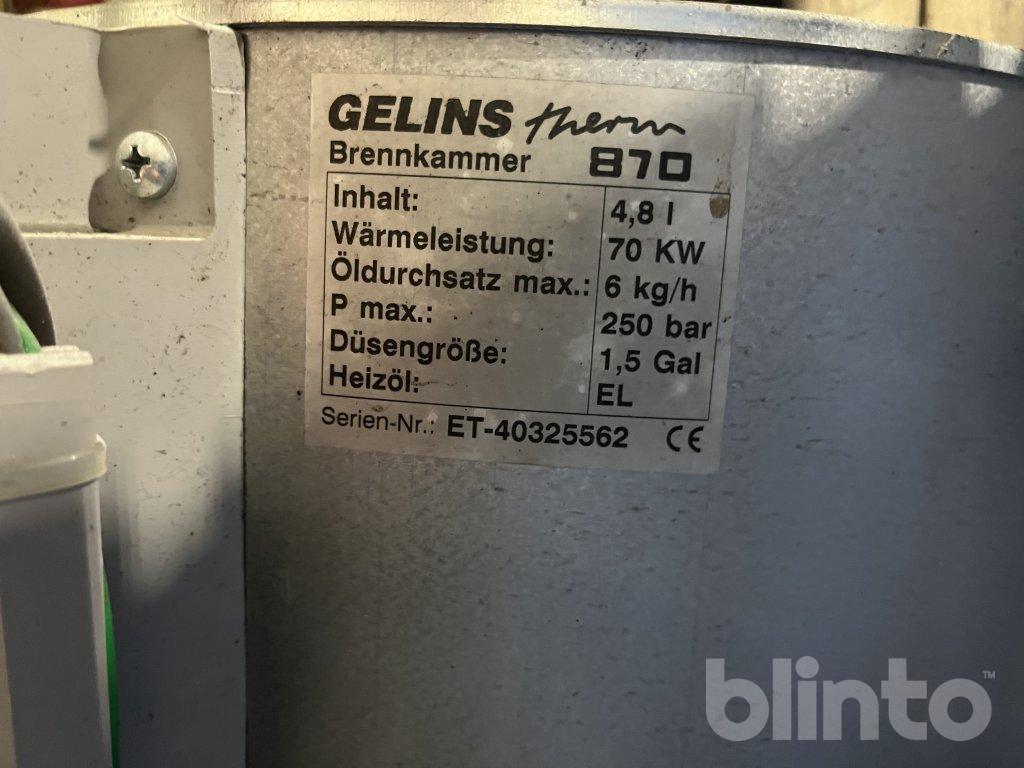 GELINS therm
Brennkammer 870
Inhalt: 4,8 l
Wärmeleistung: 70 KW
Öldurchsatz max.: 6 kg/h
P max.: 250 bar
Düsengröße: 1,5 Gal
Heizöl: EL
Serien-Nr.: ET-40325562 CE
blinto™